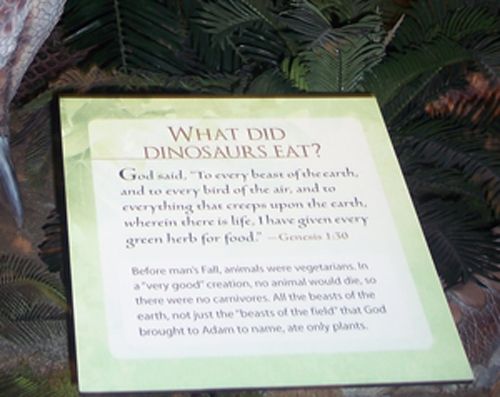 WHAT DID
DINOSAURS EAT?
God said, "To every beast of the earth,
and to every bird of the air, and to
everything that creeps upon the earth,
wherein there is life, I have given every
green herb for food." —Genesis 1:30
Before man's Fall, animals were vegetarians. In
a "very good" creation, no animal would die, so
there were no carnivores. All the beasts of the
earth, not just the "beasts of the field" that God
brought to Adam to name, ate only plants.